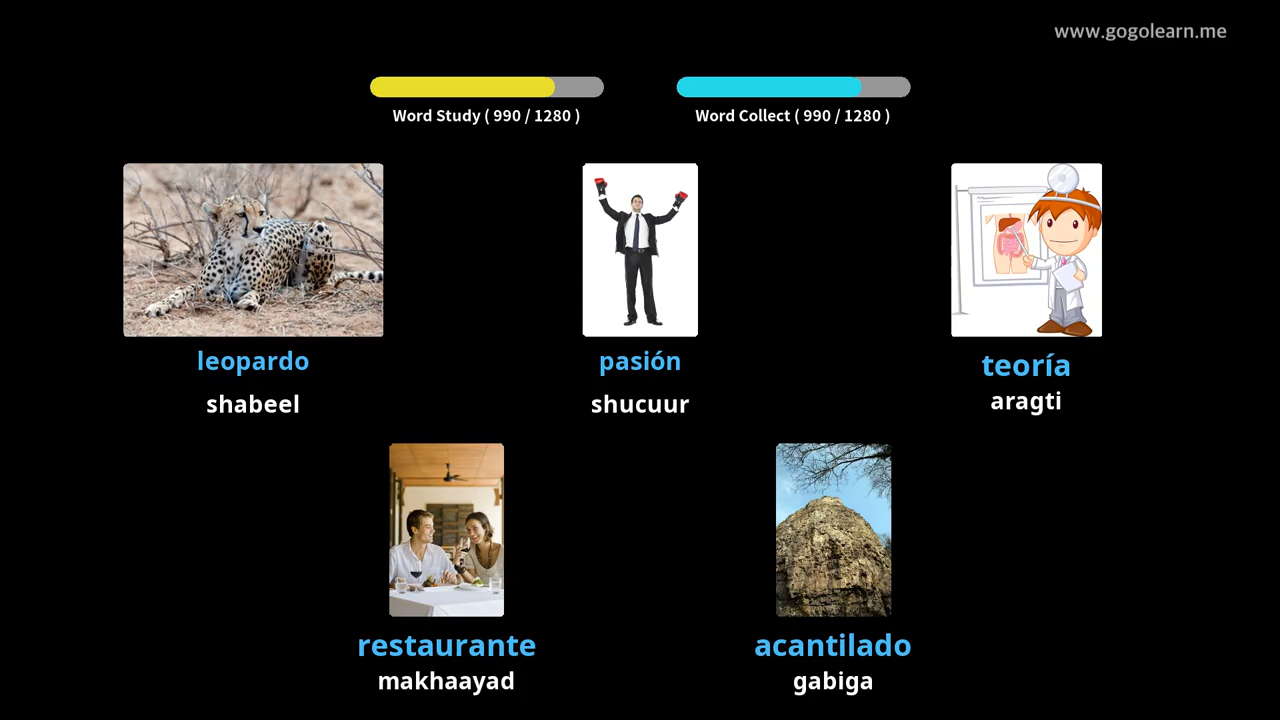 www.gogolearn.me
Word Study ( 990 / 1280 )
Word Collect ( 990 / 1280 )
leopardo
shabeel
pasión
shucuur
teoría
aragti
restaurante
makhaayad
acantilado
gabiga